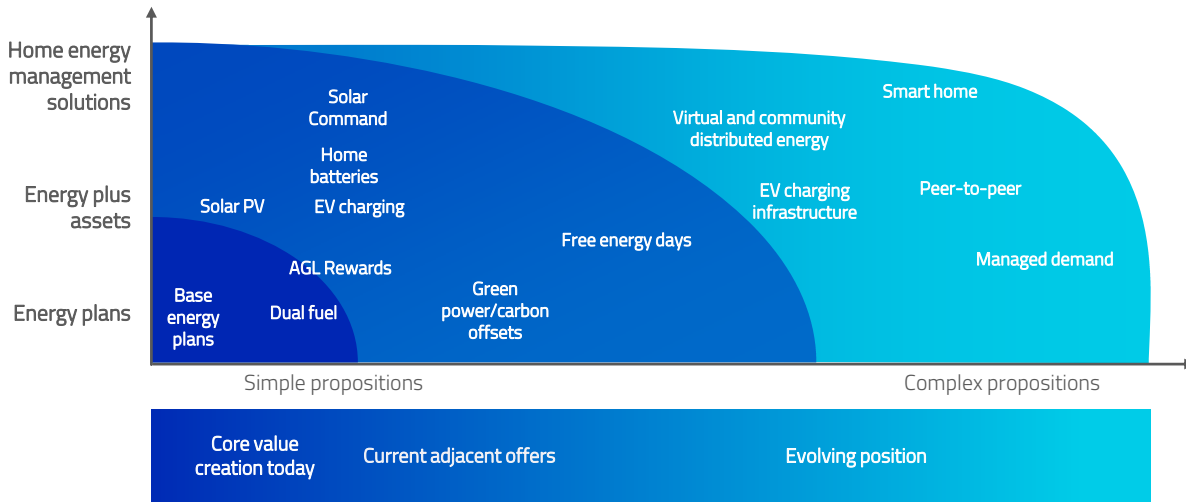 Home energy
management
solutions
Energy plus
assets
Energy plans
Solar
Command
Home
batteries
Solar PV
EV charging
AGL Rewards
Base
energy
plans
Dual fuel
Green
power/carbon
offsets
Free energy days
Virtual and community
distributed energy
Smart home
EV charging
infrastructure
Peer-to-peer
Managed demand
Simple propositions
Complex propositions
Core value
creation today
Current adjacent offers
Evolving position